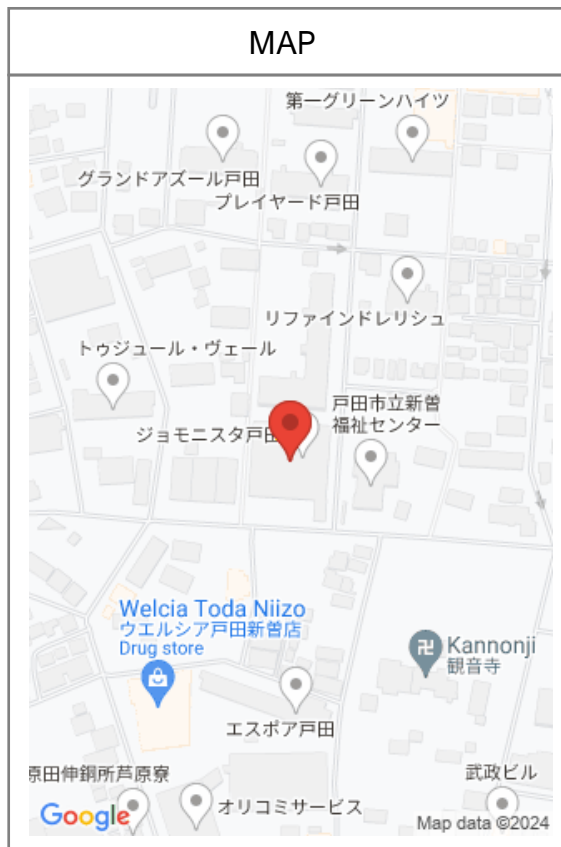 MAP
第一グリーンハイツ
グランドアズール戸田
プレイヤード戸田
リファインドレリシュ
トゥジュール・ヴェール
戸田市立新曽
福祉センター
ジョモニスタ戸田
Welcia Toda Niizo
ウエルシア戸田新曽店
Drug store
卍
Kannonji
観音寺
エスポア戸田
原田伸銅所芦原寮
武政ビル
オリコミサービス
Google
Map data ©2024